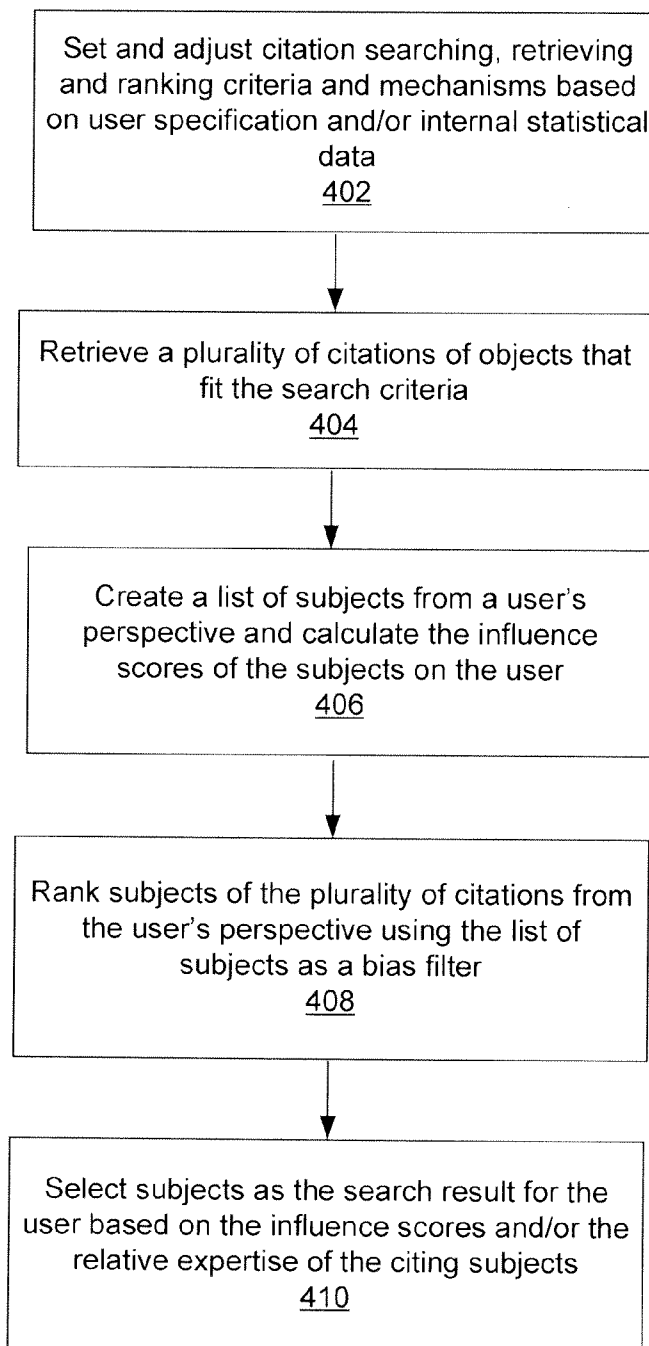 Set and adjust citation searching, retrieving
and ranking criteria and mechanisms based
on user specification and/or internal statistical
data
402
Retrieve a plurality of citations of objects that
fit the search criteria
404
Create a list of subjects from a user's
perspective and calculate the influence
scores of the subjects on the user
406
Rank subjects of the plurality of citations from
the user's perspective using the list of
subjects as a bias filter
408
Select subjects as the search result for the
user based on the influence scores and/or the
relative expertise of the citing subjects
410